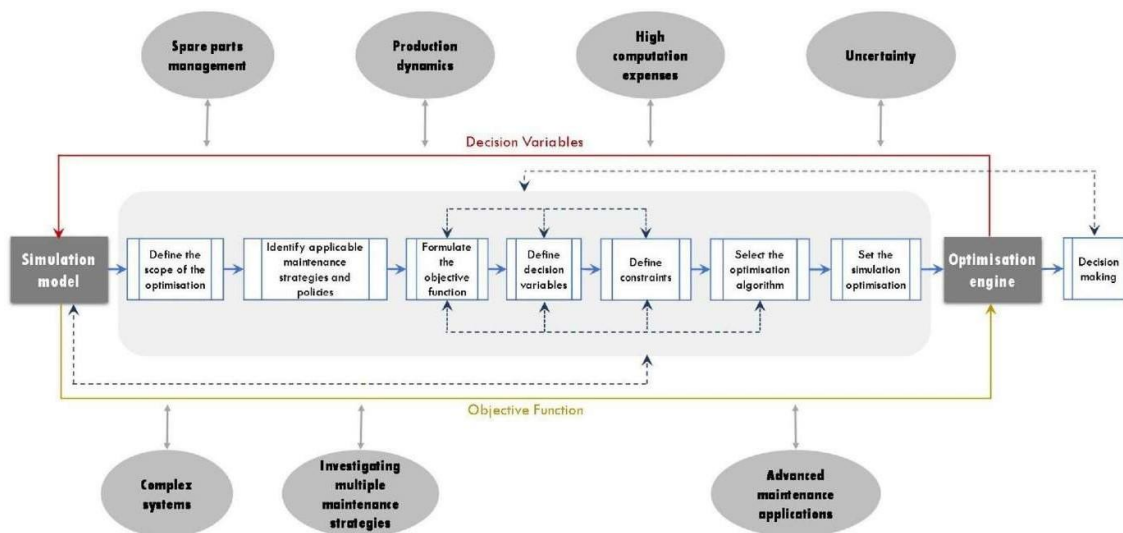 Spare parts
management
Production
dynamics
High
computation
expenses
Uncertainty
Decision Variables
Simulation
model
Define the
scope of the
optimisation
Identify applicable
maintenance
strategies and
policies
Formulate
the
objective
function
Define
decision
variables
Define
constraints
Select the
optimisation
algorithm
Set the
simulation
optimisation
Optimisation
engine
Decision
making
Objective Function
Complex
systems
Investigating
multiple
maintenance
strategies
Advanced
maintenance
applications